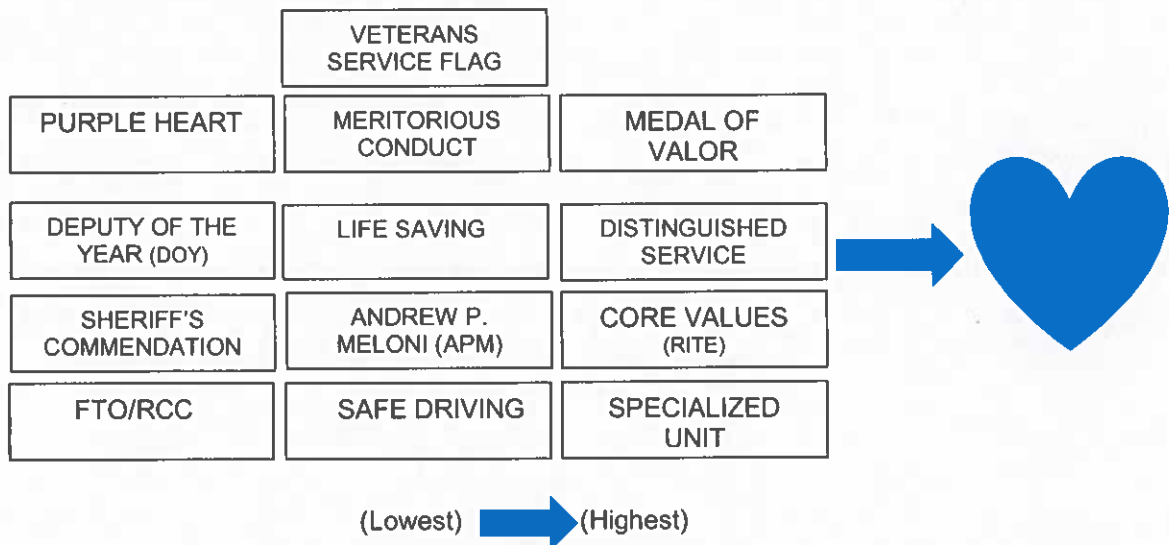 VETERANS
SERVICE FLAG
PURPLE HEART
MERITORIOUS
CONDUCT
MEDAL OF
VALOR
DEPUTY OF THE
YEAR (DOY)
LIFE SAVING
DISTINGUISHED
SERVICE
SHERIFF'S
COMMENDATION
ANDREW P.
MELONI (APM)
CORE VALUES
(RITE)
FTO/RCC
SAFE DRIVING
SPECIALIZED
UNIT
(Lowest) (Highest)